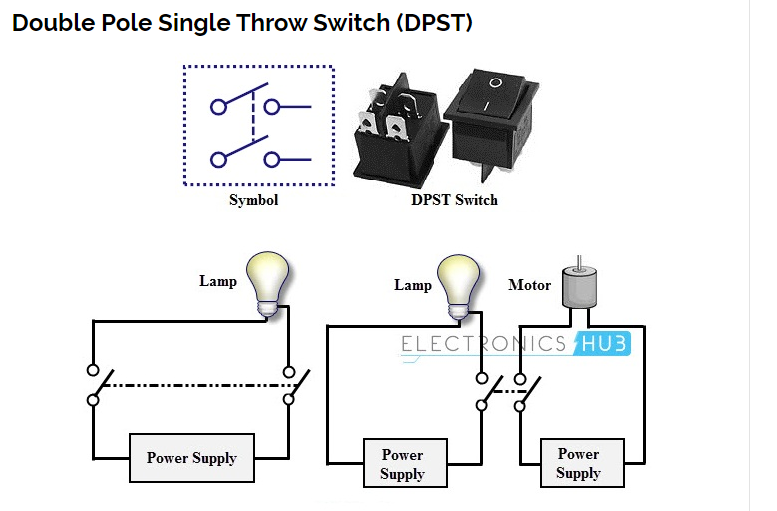 Double Pole Single Throw Switch (DPST)
Symbol
DPST Switch
Lamp
Lamp
Motor
ELECTRONICS HUB
Power Supply
Power
Supply
Power
Supply